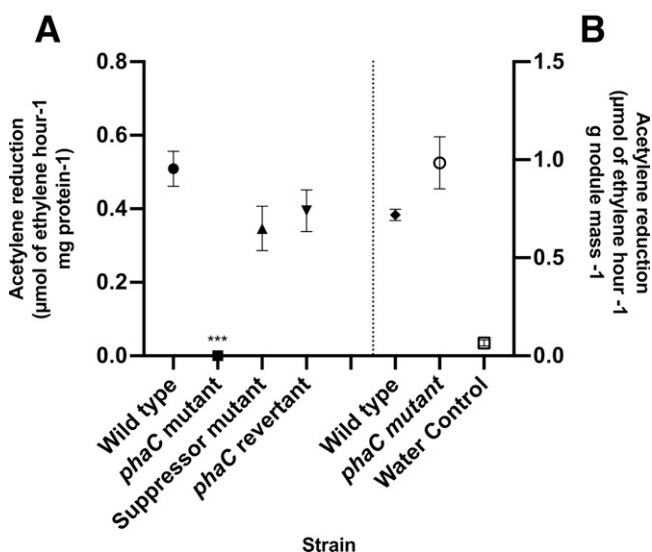 A
B
Acetylene reduction
(µmol of ethylene hour-1
mg protein-1)
0.8
0.6
0.4
0.2
0.0
***
1.5
1.0
0.5
0.0
Acetylene reduction
(µmol of ethylene hour -1
g nodule mass -1
Wild type
phaC mutant
Suppressor mutant
phaC revertant
Wild type
phaC mutant
Water Control
Strain